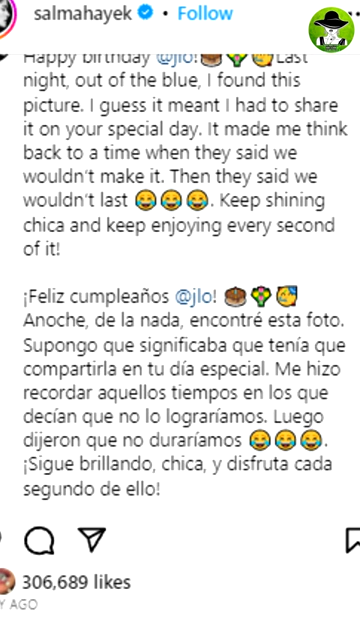 salmahayek • Follow
Happy birthday @jlo!🎂💐🥳Last
night, out of the blue, I found this
picture. I guess it meant I had to share
it on your special day. It made me think
back to a time when they said we
wouldn't make it. Then they said we
wouldn't last 😂😂😂. Keep shining
chica and keep enjoying every second
of it!
¡Feliz cumpleaños @jlo! 🎂💐🥳
Anoche, de la nada, encontré esta foto.
Supongo que significaba que tenía que
compartirla en tu día especial. Me hizo
recordar aquellos tiempos en los que
decían que no lo lograríamos. Luego
dijeron que no duraríamos 😂😂😂.
¡Sigue brillando, chica, y disfruta cada
segundo de ello!
306,689 likes
Y AGO